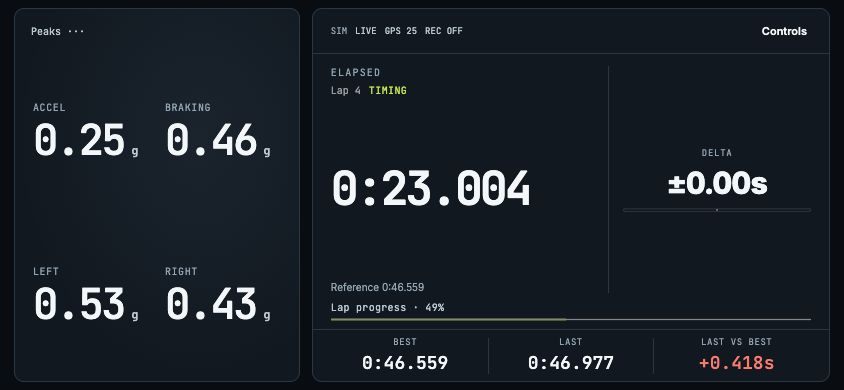 Peaks ···
ACCEL BRAKING
0.25 g 0.46 g
LEFT RIGHT
0.53 g 0.43 g
SIM LIVE GPS 25 REC OFF Controls
ELAPSED
Lap 4 TIMING
0:23.004
DELTA
±0.00s
Reference 0:46.559
Lap progress · 49%
BEST LAST LAST VS BEST
0:46.559 0:46.977 +0.418s